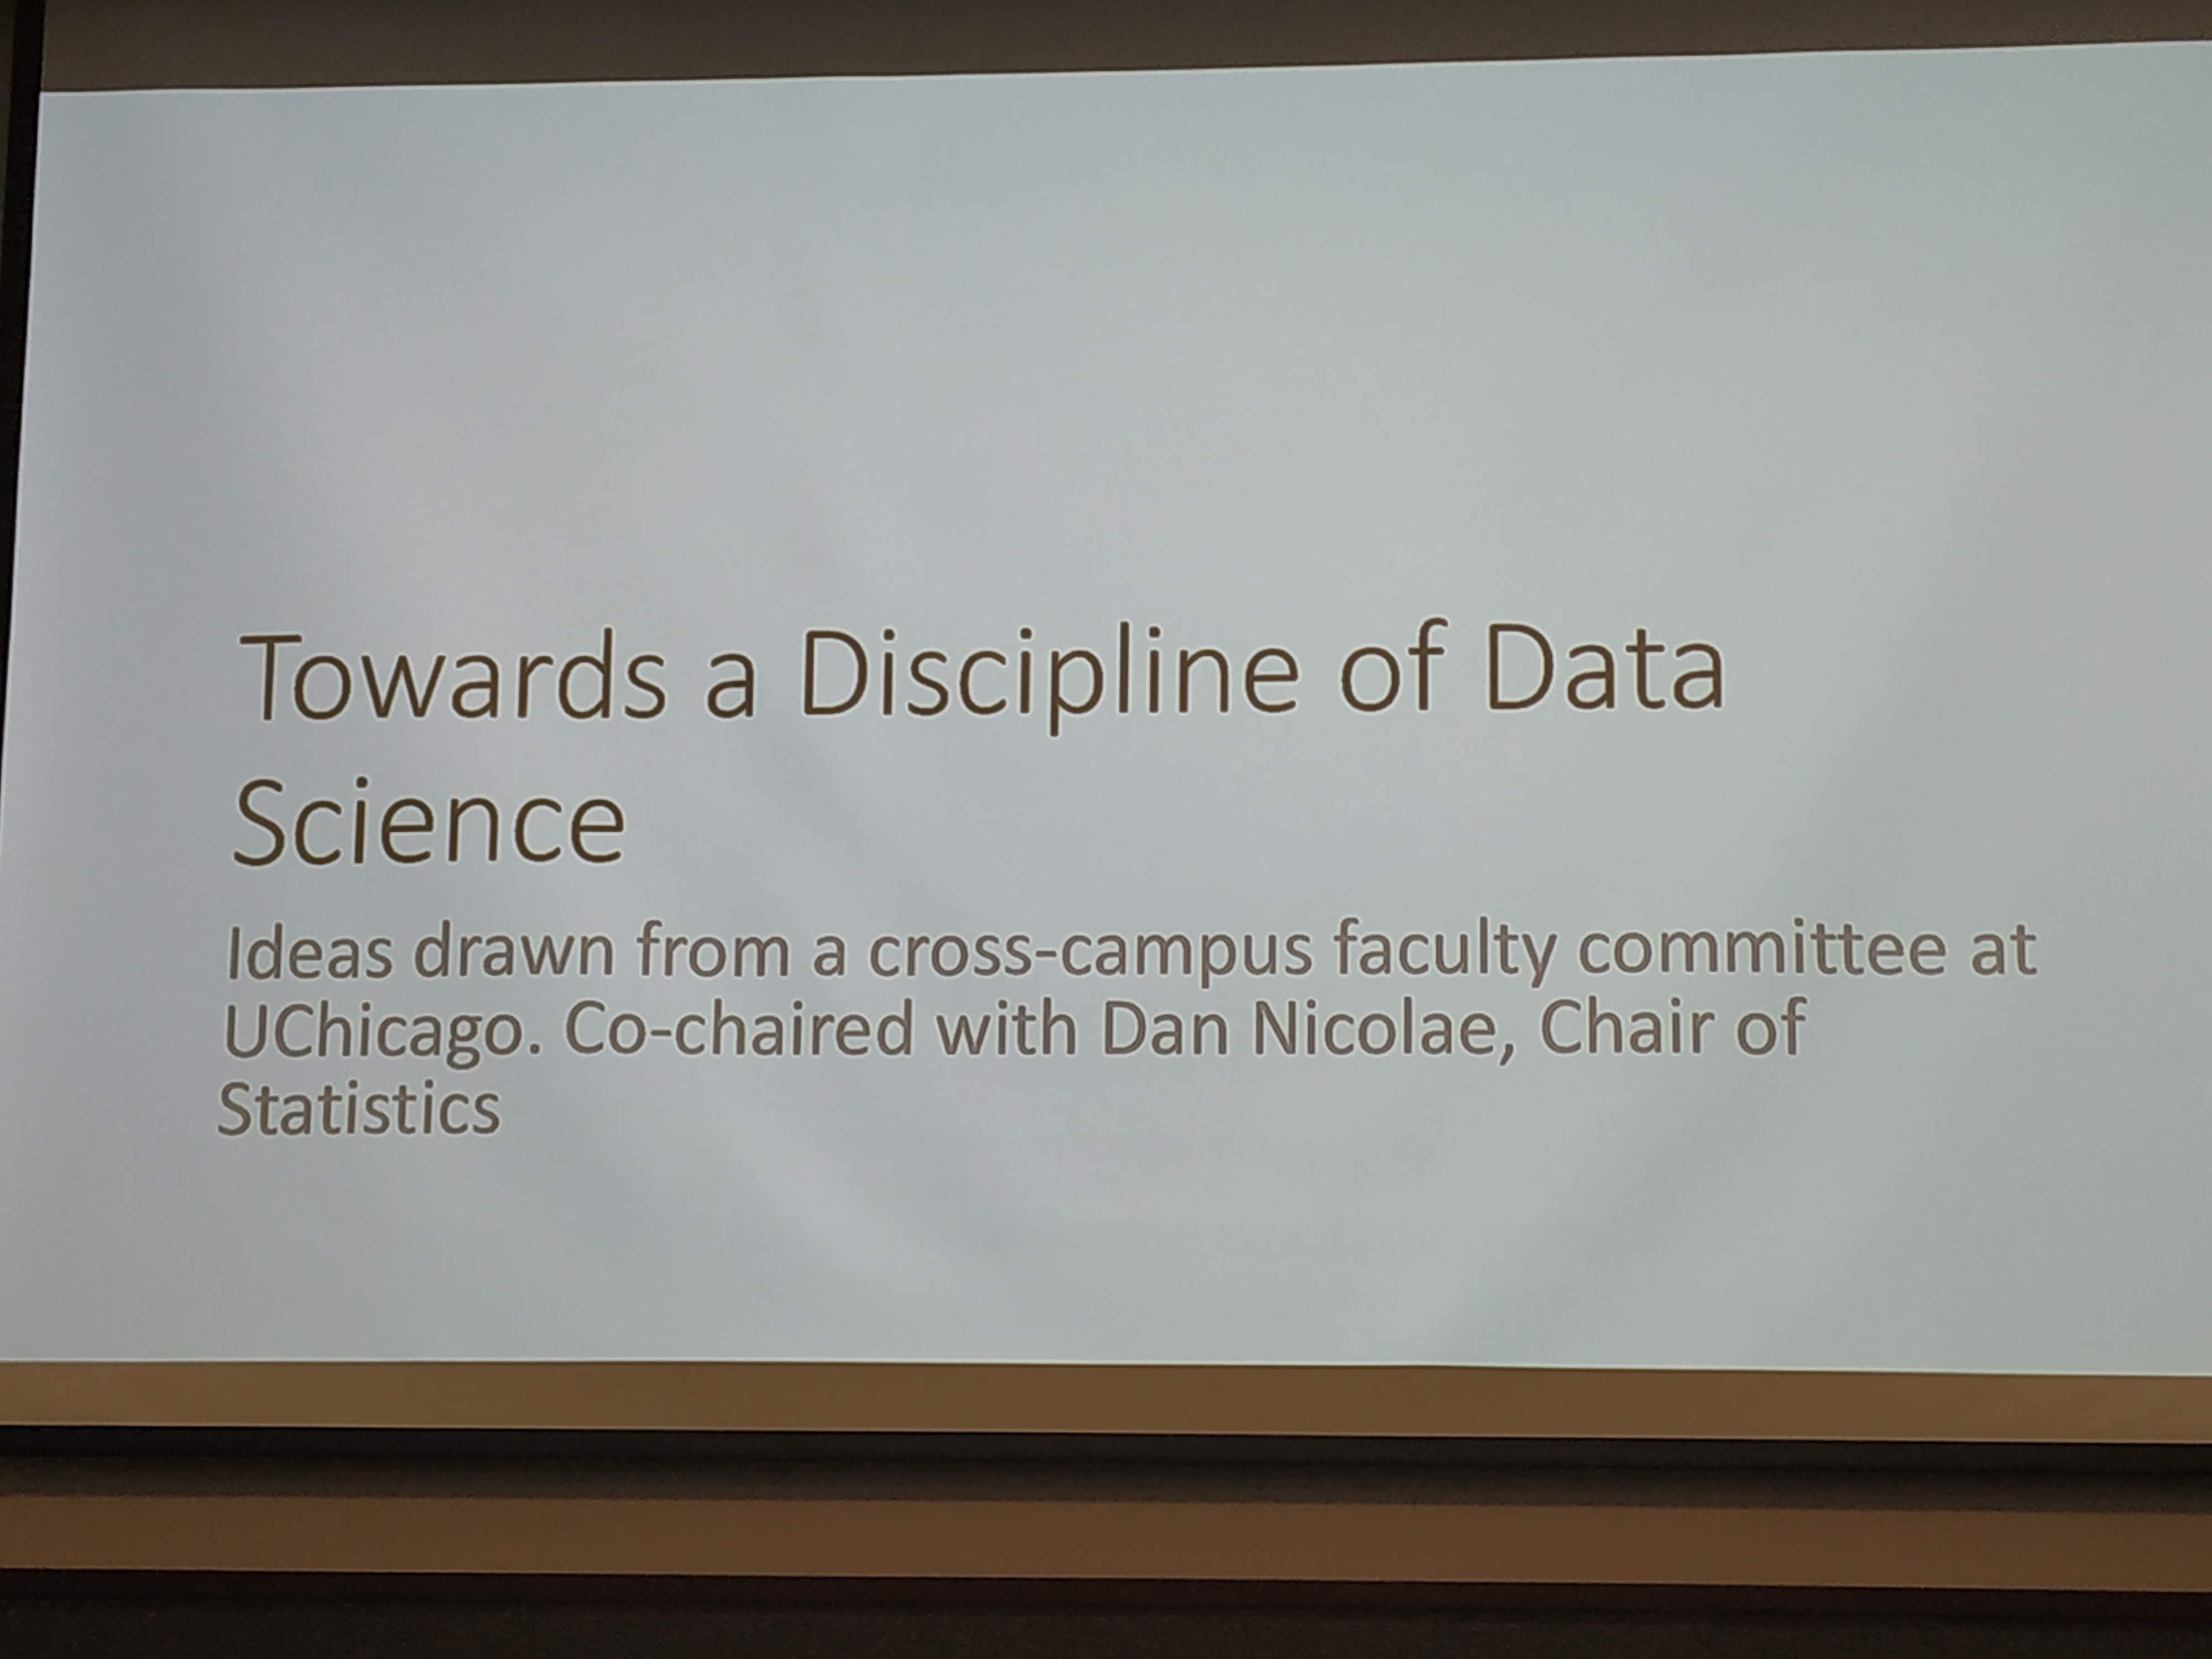 Towards a Discipline of Data
Science
Ideas drawn from a cross-campus faculty committee at
UChicago. Co-chaired with Dan Nicolae, Chair of
Statistics